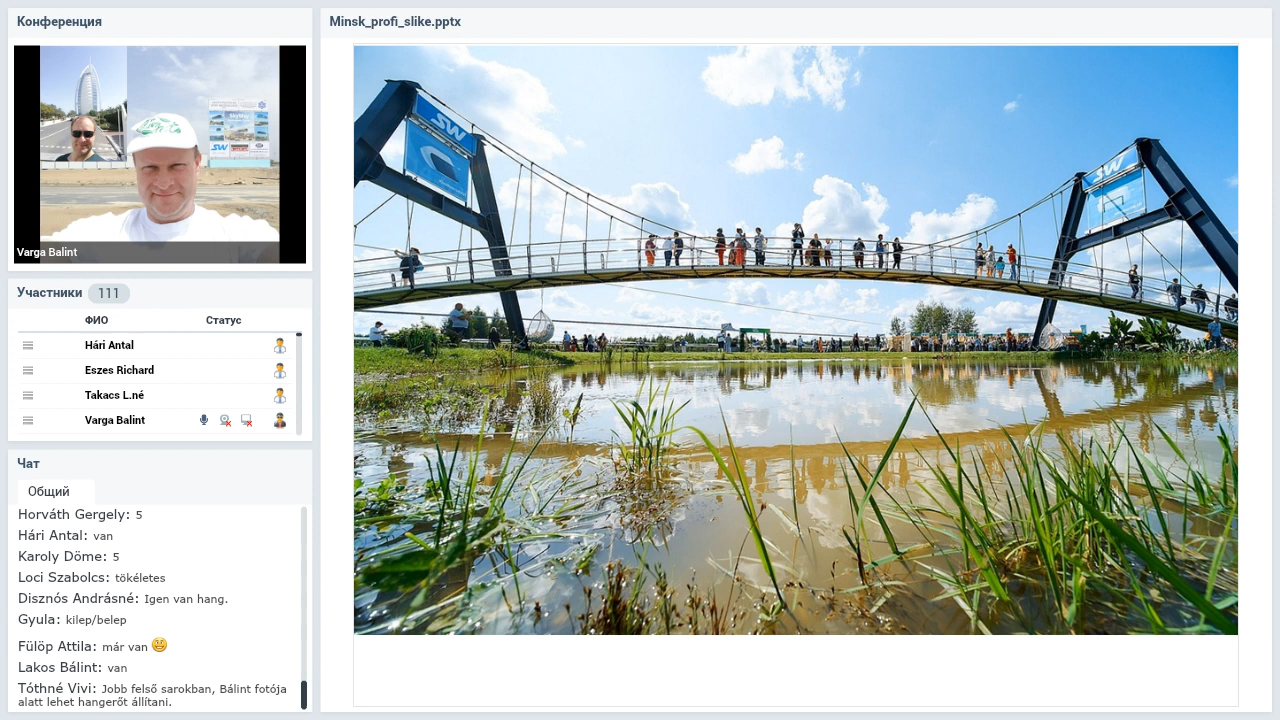 Конференция
Varga Balint
Участники 111
ФИО Статус
Hári Antal
Eszes Richard
Takacs L.né
Varga Balint
Чат
Общий
Horváth Gergely: 5
Hári Antal: van
Karoly Döme: 5
Loci Szabolcs: tökéletes
Disznós Andrásné: Igen van hang.
Gyula: kilep/belep
Fülöp Attila: már van
Lakos Bálint: van
Tóthné Vivi: Jobb felső sarokban, Bálint fotója
alatt lehet hangerőt állítani.
Minsk_profi_slike.pptx
SW
SW
SkyWay
SW